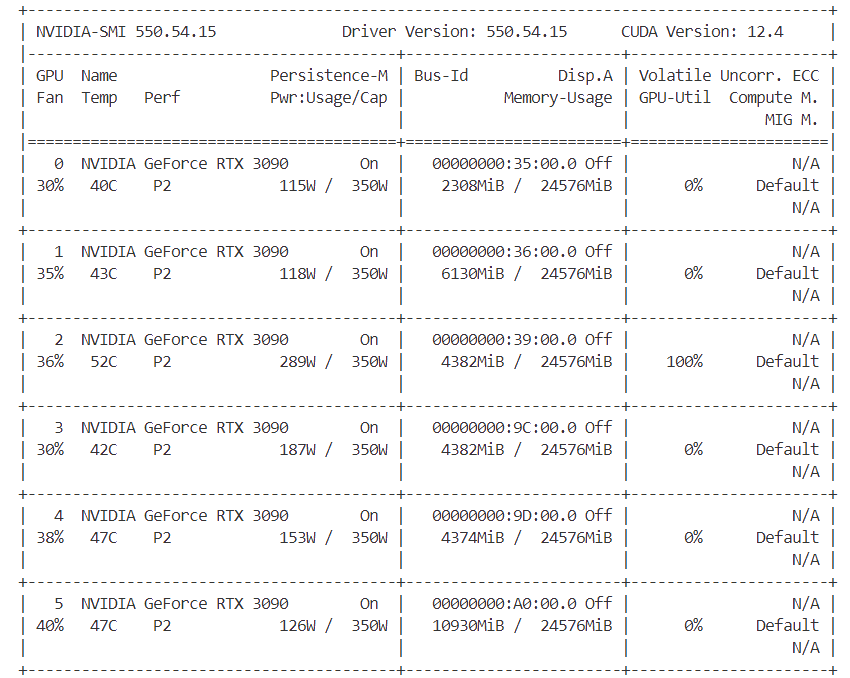 +-----------------------------------------------------------------------------------------+
| NVIDIA-SMI 550.54.15              Driver Version: 550.54.15      CUDA Version: 12.4     |
|-----------------------------------------+------------------------+----------------------+
| GPU  Name                 Persistence-M | Bus-Id          Disp.A | Volatile Uncorr. ECC |
| Fan  Temp   Perf          Pwr:Usage/Cap |           Memory-Usage | GPU-Util  Compute M. |
|                                         |                        |               MIG M. |
|=========================================+========================+======================|
|   0  NVIDIA GeForce RTX 3090        On  |   00000000:35:00.0 Off |                  N/A |
| 30%   40C    P2            115W /  350W |    2308MiB /  24576MiB |      0%      Default |
|                                         |                        |                  N/A |
+-----------------------------------------+------------------------+----------------------+
|   1  NVIDIA GeForce RTX 3090        On  |   00000000:36:00.0 Off |                  N/A |
| 35%   43C    P2            118W /  350W |    6130MiB /  24576MiB |      0%      Default |
|                                         |                        |                  N/A |
+-----------------------------------------+------------------------+----------------------+
|   2  NVIDIA GeForce RTX 3090        On  |   00000000:39:00.0 Off |                  N/A |
| 36%   52C    P2            289W /  350W |    4382MiB /  24576MiB |    100%      Default |
|                                         |                        |                  N/A |
+-----------------------------------------+------------------------+----------------------+
|   3  NVIDIA GeForce RTX 3090        On  |   00000000:9C:00.0 Off |                  N/A |
| 30%   42C    P2            187W /  350W |    4382MiB /  24576MiB |      0%      Default |
|                                         |                        |                  N/A |
+-----------------------------------------+------------------------+----------------------+
|   4  NVIDIA GeForce RTX 3090        On  |   00000000:9D:00.0 Off |                  N/A |
| 38%   47C    P2            153W /  350W |    4374MiB /  24576MiB |      0%      Default |
|                                         |                        |                  N/A |
+-----------------------------------------+------------------------+----------------------+
|   5  NVIDIA GeForce RTX 3090        On  |   00000000:A0:00.0 Off |                  N/A |
| 40%   47C    P2            126W /  350W |   10930MiB /  24576MiB |      0%      Default |
|                                         |                        |                  N/A |
+-----------------------------------------+------------------------+----------------------+